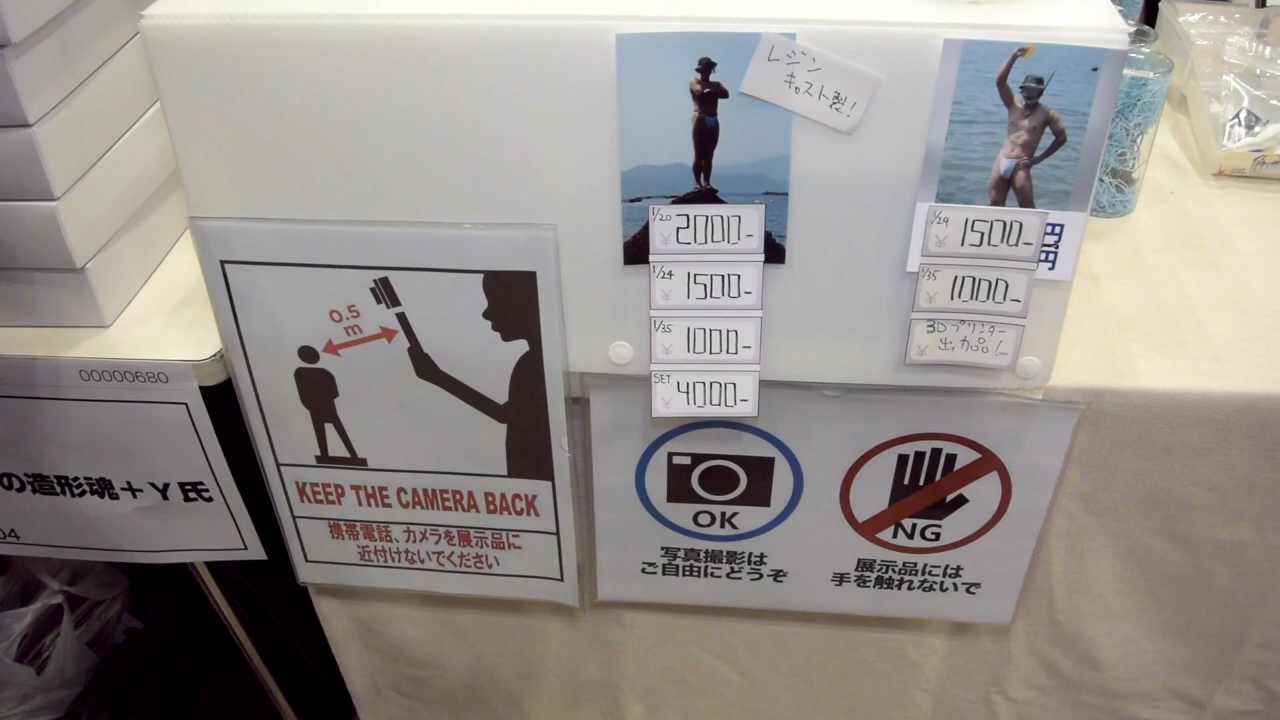 レジン
キャスト製!
1/20
¥ 2000-
1/24
¥ 1500-
1/35
¥ 1000-
SET
¥ 4000-
1/24
¥ 1500-
1/35
¥ 1000-
3Dプリンター
出力品!
0.5
m
KEEP THE CAMERA BACK
携帯電話、カメラを展示品に
近付けないでください
OK
写真撮影は
ご自由にどうぞ
NG
展示品には
手を触れないで
00000680
の造形魂+Y氏
04